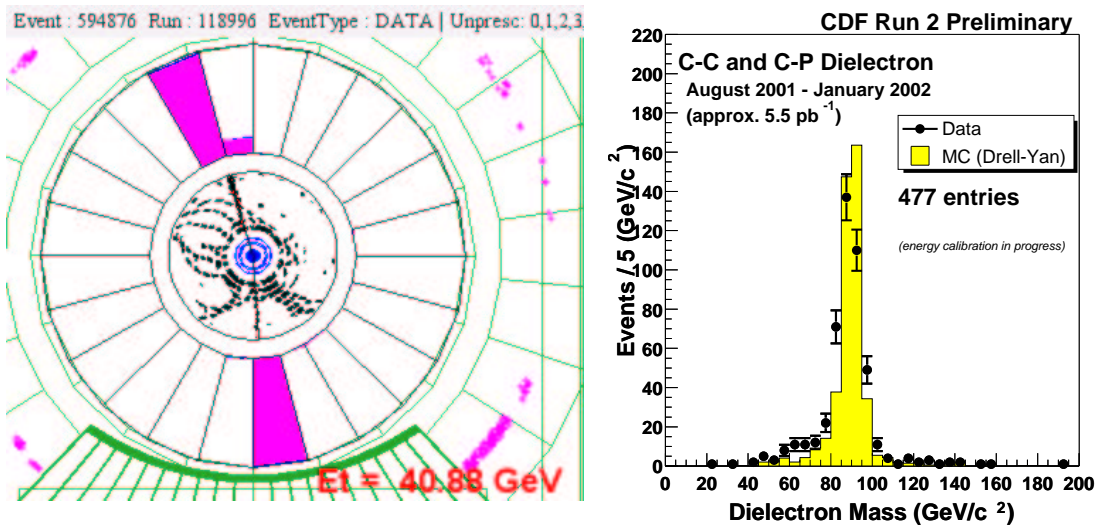 Event : 594876 Run : 118996 EventType : DATA | Unpresc: 0,1,2,3,
Et = 40.88 GeV
CDF Run 2 Preliminary
C-C and C-P Dielectron
August 2001 - January 2002
(approx. 5.5 pb⁻¹)
Data
MC (Drell-Yan)
477 entries
(energy calibration in progress)
Events / 5 (GeV/c²)
220
200
180
160
140
120
100
80
60
40
20
0
0 20 40 60 80 100 120 140 160 180 200
Dielectron Mass (GeV/c²)